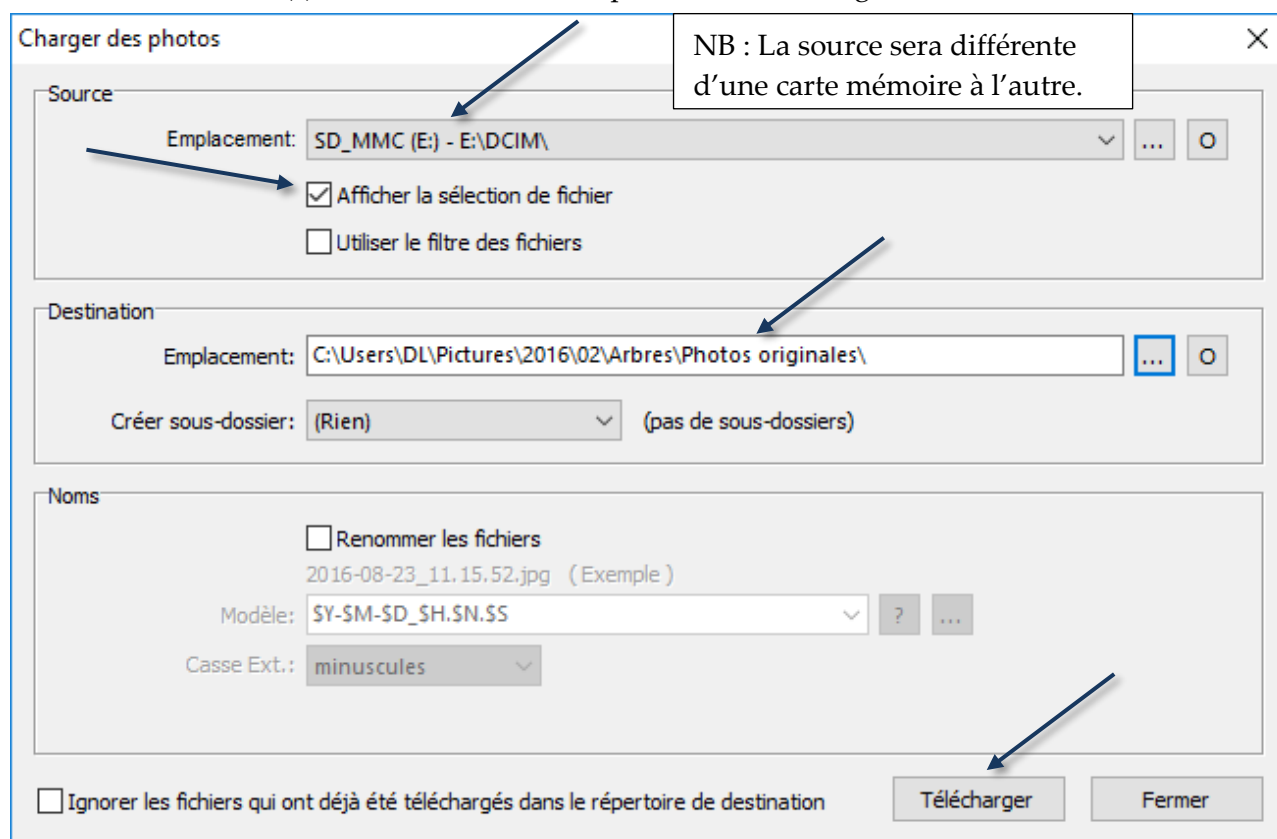 Charger des photos
NB : La source sera différente
d'une carte mémoire à l'autre.
Source
Emplacement: SD_MMC (E:) - E:\DCIM\ ... O
Afficher la sélection de fichier
Utiliser le filtre des fichiers
Destination
Emplacement: C:\Users\DL\Pictures\2016\02\Arbres\Photos originales\ ... O
Créer sous-dossier: (Rien) (pas de sous-dossiers)
Noms
Renommer les fichiers
2016-08-23_11.15.52.jpg (Exemple)
Modèle: $Y-$M-$D_$H.$N.$S ? ...
Casse Ext.: minuscules
Ignorer les fichiers qui ont déjà été téléchargés dans le répertoire de destination Télécharger Fermer